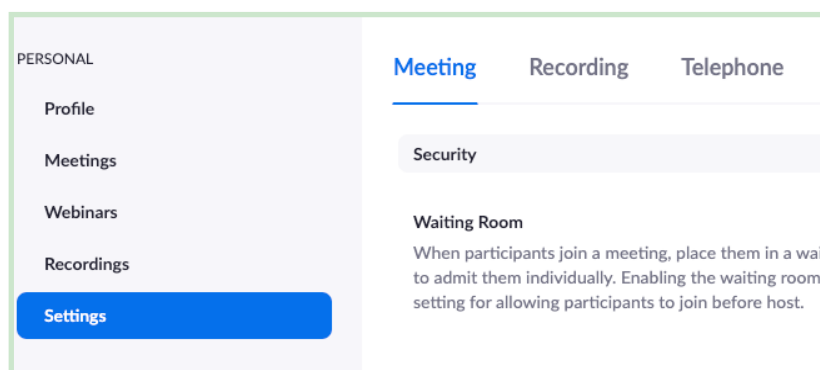 PERSONAL
Profile
Meetings
Webinars
Recordings
Settings
Meeting Recording Telephone
Security
Waiting Room
When participants join a meeting, place them in a
to admit them individually. Enabling the waiting room
setting for allowing participants to join before host.